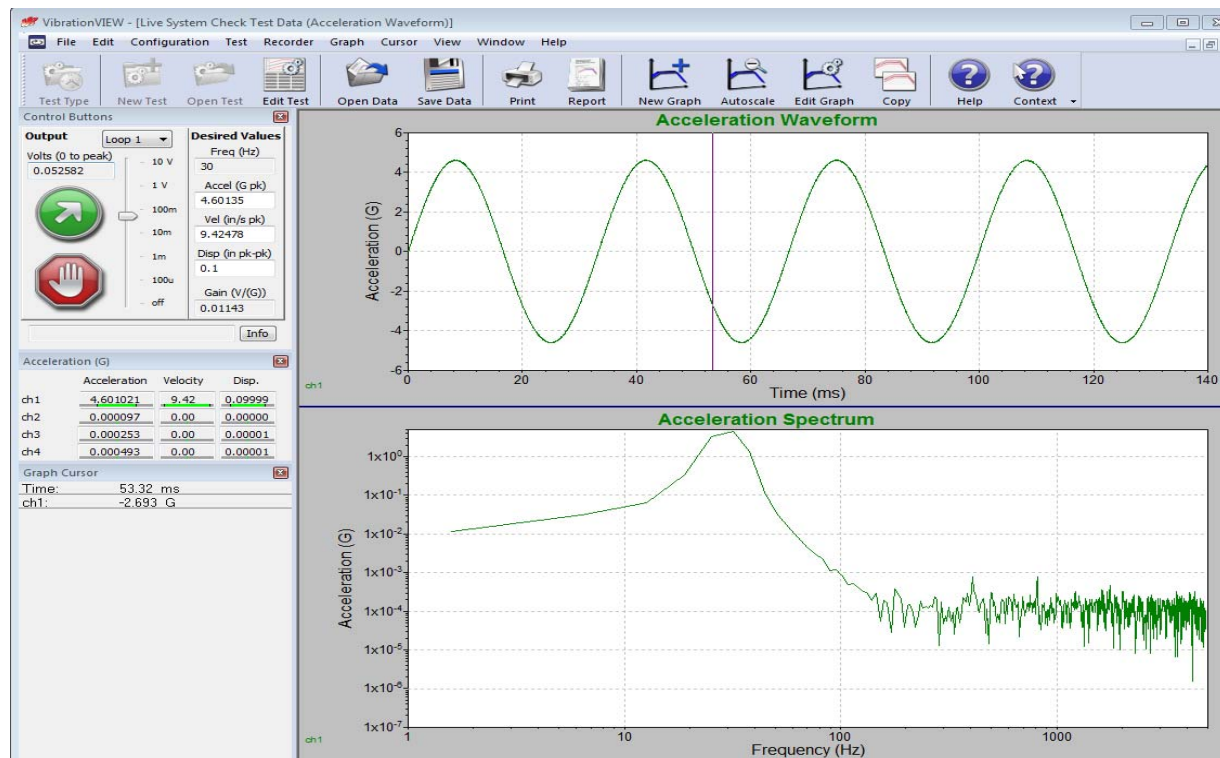 VibrationVIEW - [Live System Check Test Data (Acceleration Waveform)]
File Edit Configuration Test Recorder Graph Cursor View Window Help
Test Type New Test Open Test Edit Test Open Data Save Data Print Report New Graph Autoscale Edit Graph Copy Help Context
Control Buttons
Output Loop 1
Volts (0 to peak)
0.052582
10 V
1 V
100m
10m
1m
100u
off
Desired Values
Freq (Hz)
30
Accel (G pk)
4.60135
Vel (in/s pk)
9.42478
Disp (in pk-pk)
0.1
Gain (V/(G))
0.01143
Info
Acceleration (G)
Acceleration Velocity Disp.
ch1 4.601021 9.42 0.09999
ch2 0.000097 0.00 0.00000
ch3 0.000253 0.00 0.00001
ch4 0.000493 0.00 0.00001
Graph Cursor
Time: 53.32 ms
ch1: -2.693 G
Acceleration Waveform
Acceleration (G)
6
4
2
0
-2
-4
-6
0 20 40 60 80 100 120 140
Time (ms)
ch1
Acceleration Spectrum
Acceleration (G)
1x10⁰
1x10⁻¹
1x10⁻²
1x10⁻³
1x10⁻⁴
1x10⁻⁵
1x10⁻⁶
1x10⁻⁷
1 10 100 1000
Frequency (Hz)
ch1